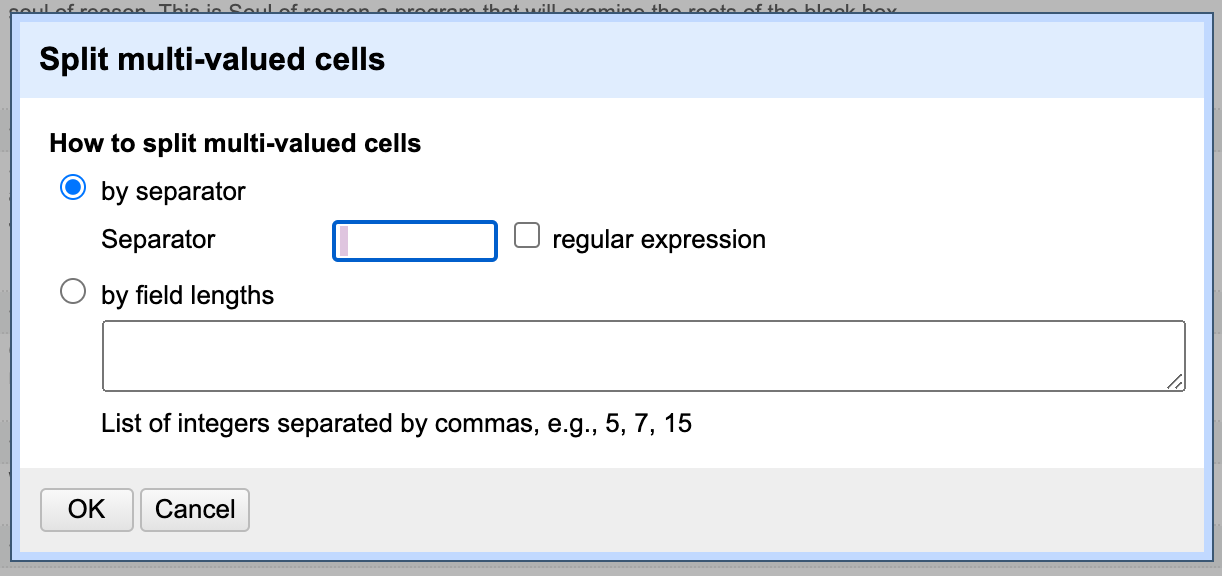 soul of reason. This is Soul of reason a program that will examine the roots of the black box
Split multi-valued cells
How to split multi-valued cells
by separator
Separator
regular expression
by field lengths
List of integers separated by commas, e.g., 5, 7, 15
OK Cancel